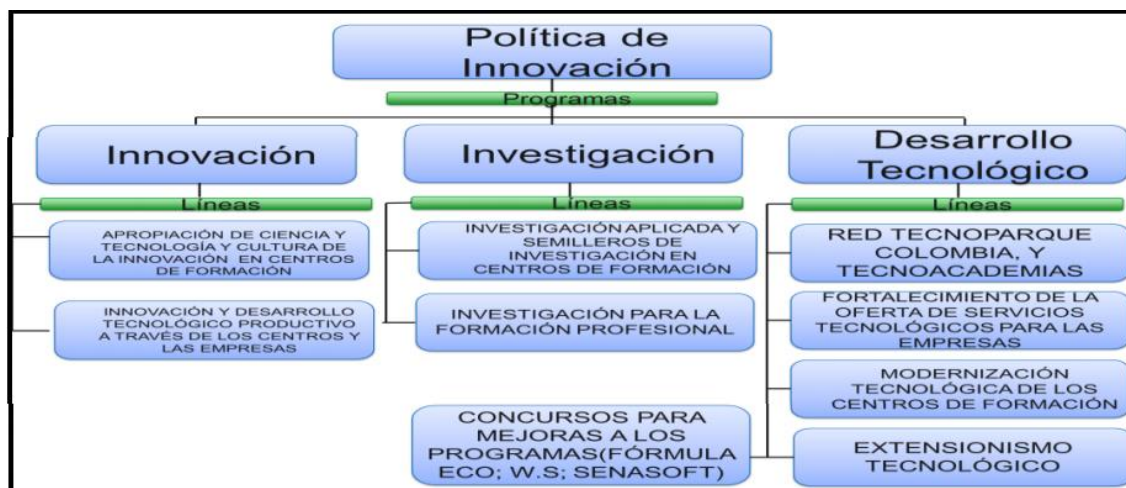 Política de
Innovación
Programas
Innovación
Líneas
APROPIACIÓN DE CIENCIA Y
TECNOLOGÍA Y CULTURA DE
LA INNOVACIÓN EN CENTROS
DE FORMACIÓN
INNOVACIÓN Y DESARROLLO
TECNOLÓGICO PRODUCTIVO
A TRAVÉS DE LOS CENTROS Y
LAS EMPRESAS
Investigación
Líneas
INVESTIGACIÓN APLICADA Y
SEMILLEROS DE
INVESTIGACIÓN EN
CENTROS DE FORMACIÓN
INVESTIGACIÓN PARA LA
FORMACIÓN PROFESIONAL
Desarrollo
Tecnológico
Líneas
RED TECNOPARQUE
COLOMBIA, Y
TECNOACADEMIAS
FORTALECIMIENTO DE LA
OFERTA DE SERVICIOS
TECNOLÓGICOS PARA LAS
EMPRESAS
MODERNIZACIÓN
TECNOLÓGICA DE LOS
CENTROS DE FORMACIÓN
CONCURSOS PARA
MEJORAS A LOS
PROGRAMAS(FÓRMULA
ECO; W.S; SENASOFT)
EXTENSIONISMO
TECNOLÓGICO